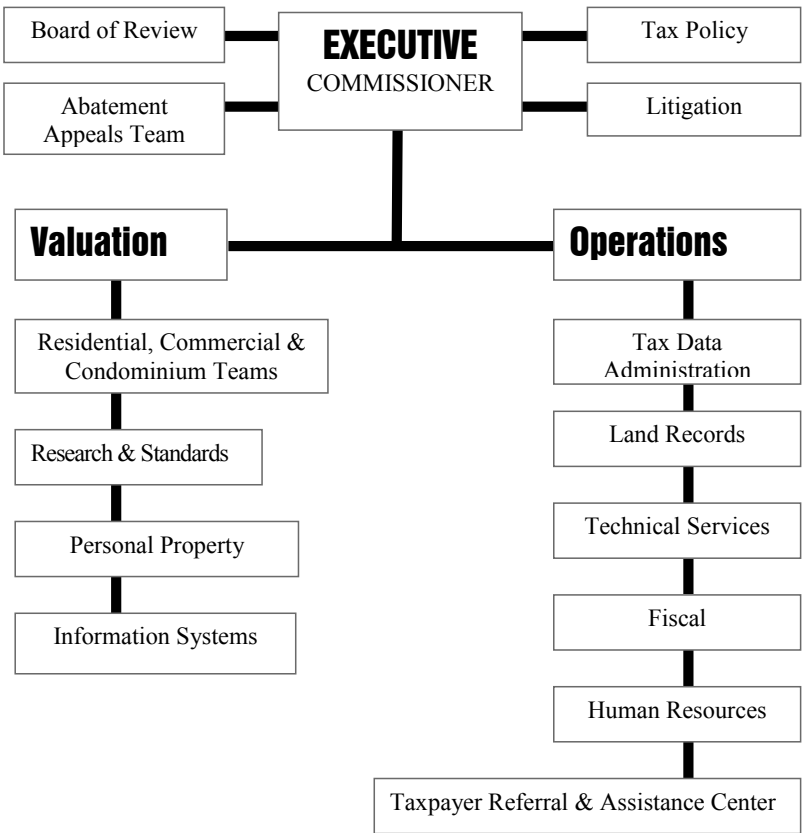 Board of Review
EXECUTIVE
COMMISSIONER
Tax Policy
Abatement
Appeals Team
Litigation
Valuation
Operations
Residential, Commercial &
Condominium Teams
Research & Standards
Personal Property
Information Systems
Tax Data
Administration
Land Records
Technical Services
Fiscal
Human Resources
Taxpayer Referral & Assistance Center